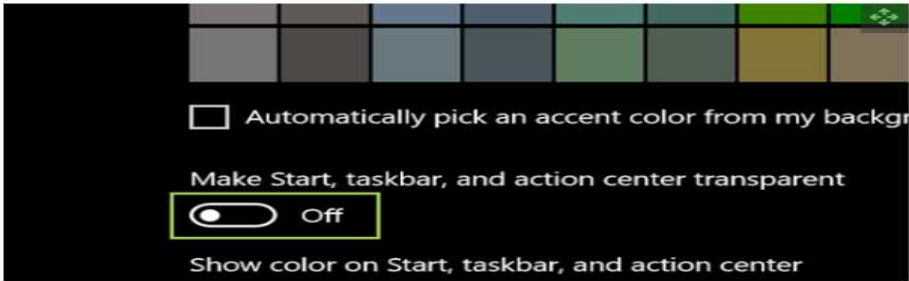 Automatically pick an accent color from my backgr
Make Start, taskbar, and action center transparent
Off
Show color on Start, taskbar, and action center